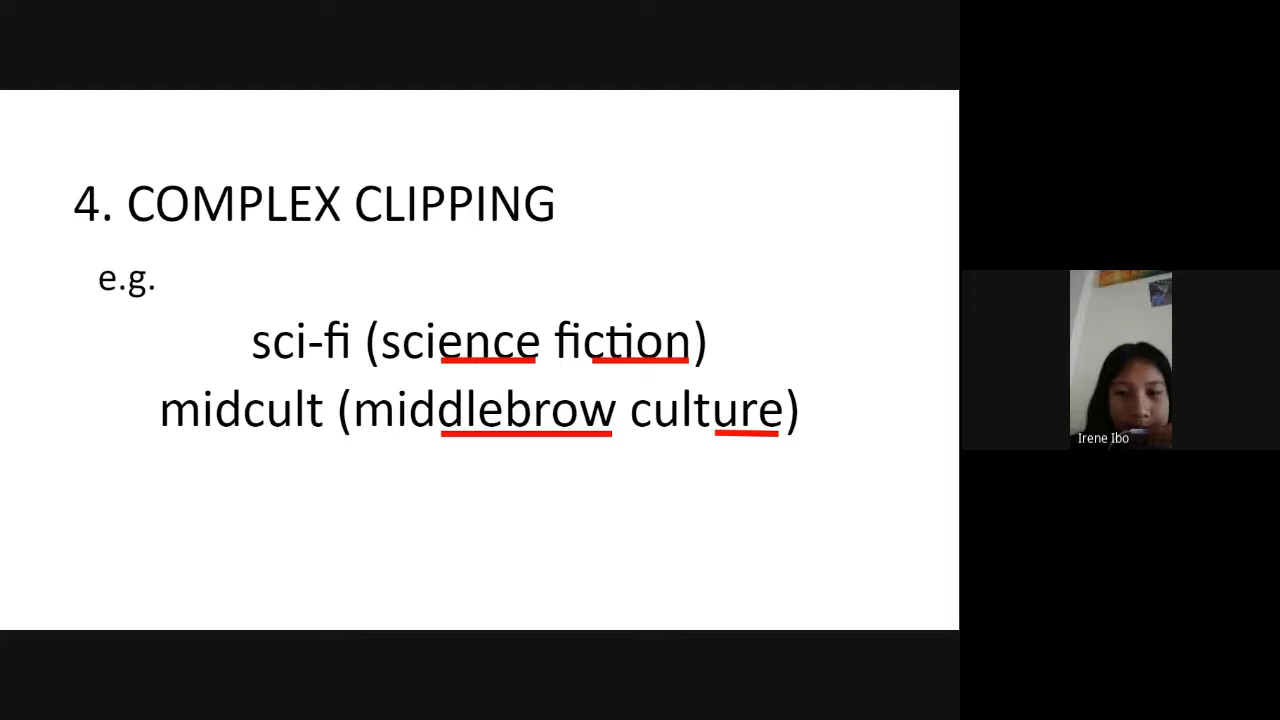 4. COMPLEX CLIPPING
e.g.
sci-fi (science fiction)
midcult (middlebrow culture)
Irene Ibo